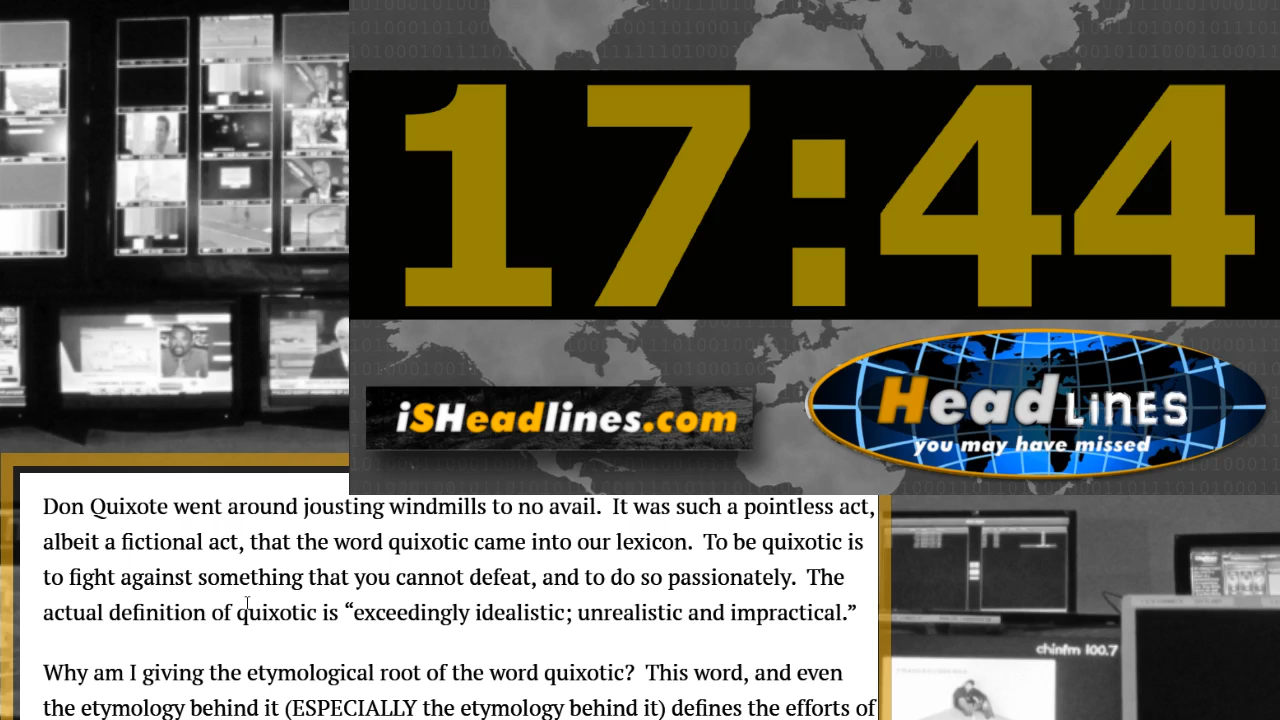 17:44
iSHeadlines.com
HeadLINES
you may have missed
Don Quixote went around jousting windmills to no avail.  It was such a pointless act,
albeit a fictional act, that the word quixotic came into our lexicon.  To be quixotic is
to fight against something that you cannot defeat, and to do so passionately.  The
actual definition of quixotic is “exceedingly idealistic; unrealistic and impractical.”
Why am I giving the etymological root of the word quixotic?  This word, and even
the etymology behind it (ESPECIALLY the etymology behind it) defines the efforts of
chinfm 100.7